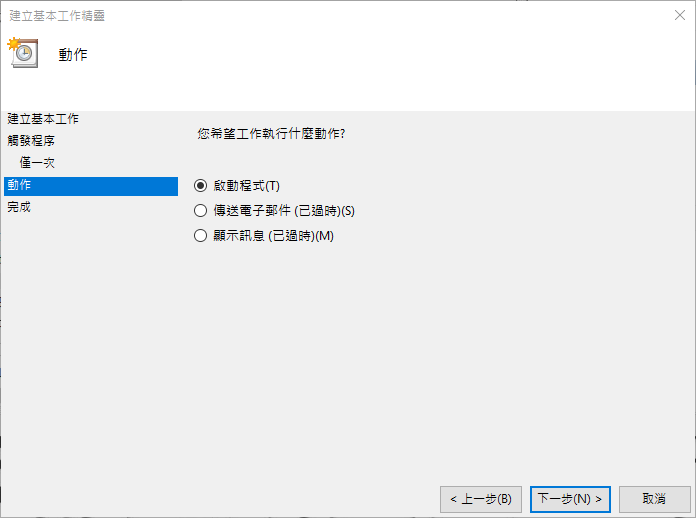 建立基本工作精靈
動作
建立基本工作
觸發程序
僅一次
動作
完成
您希望工作執行什麼動作?
啟動程式(T)
傳送電子郵件 (已過時)(S)
顯示訊息 (已過時)(M)
< 上一步(B)
下一步(N) >
取消